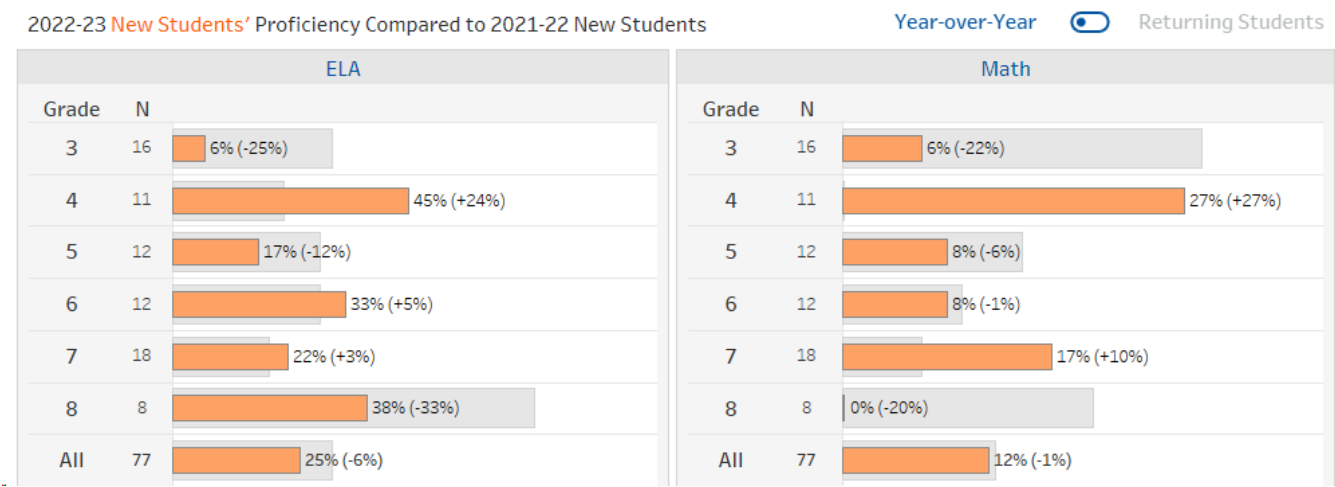 2022-23 New Students' Proficiency Compared to 2021-22 New Students
Year-over-Year Returning Students
ELA Math
Grade N Grade N
3 16 6% (-25%) 3 16 6% (-22%)
4 11 45% (+24%) 4 11 27% (+27%)
5 12 17% (-12%) 5 12 8% (-6%)
6 12 33% (+5%) 6 12 8% (-1%)
7 18 22% (+3%) 7 18 17% (+10%)
8 8 38% (-33%) 8 8 0% (-20%)
All 77 25% (-6%) All 77 12% (-1%)